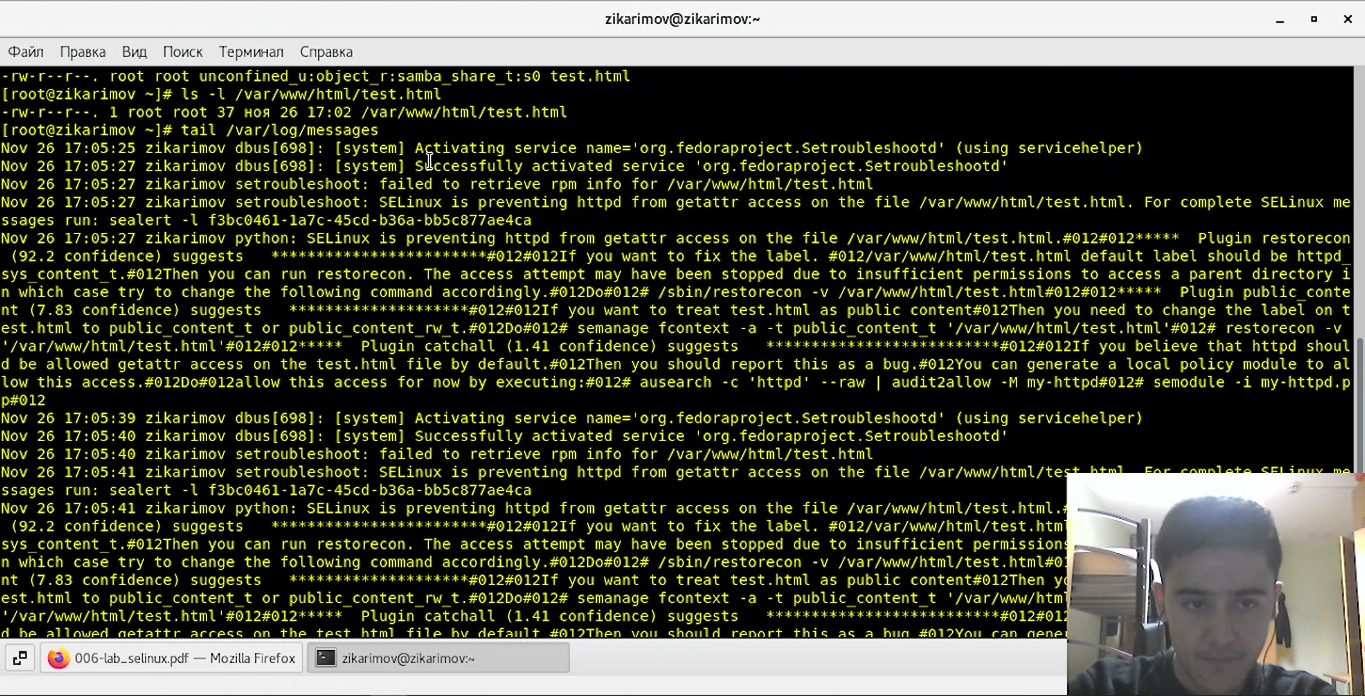 zikarimov@zikarimov:~
Файл Правка Вид Поиск Терминал Справка
-rw-r--r--. root root unconfined_u:object_r:samba_share_t:s0 test.html
[root@zikarimov ~]# ls -l /var/www/html/test.html
-rw-r--r--. 1 root root 37 ноя 26 17:02 /var/www/html/test.html
[root@zikarimov ~]# tail /var/log/messages
Nov 26 17:05:25 zikarimov dbus[698]: [system] Activating service name='org.fedoraproject.Setroubleshootd' (using servicehelper)
Nov 26 17:05:27 zikarimov dbus[698]: [system] Successfully activated service 'org.fedoraproject.Setroubleshootd'
Nov 26 17:05:27 zikarimov setroubleshoot: failed to retrieve rpm info for /var/www/html/test.html
Nov 26 17:05:27 zikarimov setroubleshoot: SELinux is preventing httpd from getattr access on the file /var/www/html/test.html. For complete SELinux me
ssages run: sealert -l f3bc0461-1a7c-45cd-b36a-bb5c877ae4ca
Nov 26 17:05:27 zikarimov python: SELinux is preventing httpd from getattr access on the file /var/www/html/test.html.#012#012*****  Plugin restorecon
 (92.2 confidence) suggests   ************************#012#012If you want to fix the label. #012/var/www/html/test.html default label should be httpd_
sys_content_t.#012Then you can run restorecon. The access attempt may have been stopped due to insufficient permissions to access a parent directory i
n which case try to change the following command accordingly.#012Do#012# /sbin/restorecon -v /var/www/html/test.html#012#012*****  Plugin public_conte
nt (7.83 confidence) suggests   ********************#012#012If you want to treat test.html as public content#012Then you need to change the label on t
est.html to public_content_t or public_content_rw_t.#012Do#012# semanage fcontext -a -t public_content_t '/var/www/html/test.html'#012# restorecon -v
'/var/www/html/test.html'#012#012*****  Plugin catchall (1.41 confidence) suggests   **************************#012#012If you believe that httpd shoul
d be allowed getattr access on the test.html file by default.#012Then you should report this as a bug.#012You can generate a local policy module to al
low this access.#012Do#012allow this access for now by executing:#012# ausearch -c 'httpd' --raw | audit2allow -M my-httpd#012# semodule -i my-httpd.p
p#012
Nov 26 17:05:39 zikarimov dbus[698]: [system] Activating service name='org.fedoraproject.Setroubleshootd' (using servicehelper)
Nov 26 17:05:40 zikarimov dbus[698]: [system] Successfully activated service 'org.fedoraproject.Setroubleshootd'
Nov 26 17:05:40 zikarimov setroubleshoot: failed to retrieve rpm info for /var/www/html/test.html
Nov 26 17:05:41 zikarimov setroubleshoot: SELinux is preventing httpd from getattr access on the file /var/www/html/test.html. For complete SELinux me
ssages run: sealert -l f3bc0461-1a7c-45cd-b36a-bb5c877ae4ca
Nov 26 17:05:41 zikarimov python: SELinux is preventing httpd from getattr access on the file /var/www/html/test.html.
 (92.2 confidence) suggests   ************************#012#012If you want to fix the label. #012/var/www/html/test.html
sys_content_t.#012Then you can run restorecon. The access attempt may have been stopped due to insufficient permissions
n which case try to change the following command accordingly.#012Do#012# /sbin/restorecon -v /var/www/html/test.html#01
nt (7.83 confidence) suggests   ********************#012#012If you want to treat test.html as public content#012Then yo
est.html to public_content_t or public_content_rw_t.#012Do#012# semanage fcontext -a -t public_content_t '/var/www/html
'/var/www/html/test.html'#012#012*****  Plugin catchall (1.41 confidence) suggests   **************************#012#012
d be allowed getattr access on the test.html file by default.#012Then you should report this as a bug.#012You can gener
006-lab_selinux.pdf — Mozilla Firefox
zikarimov@zikarimov:~